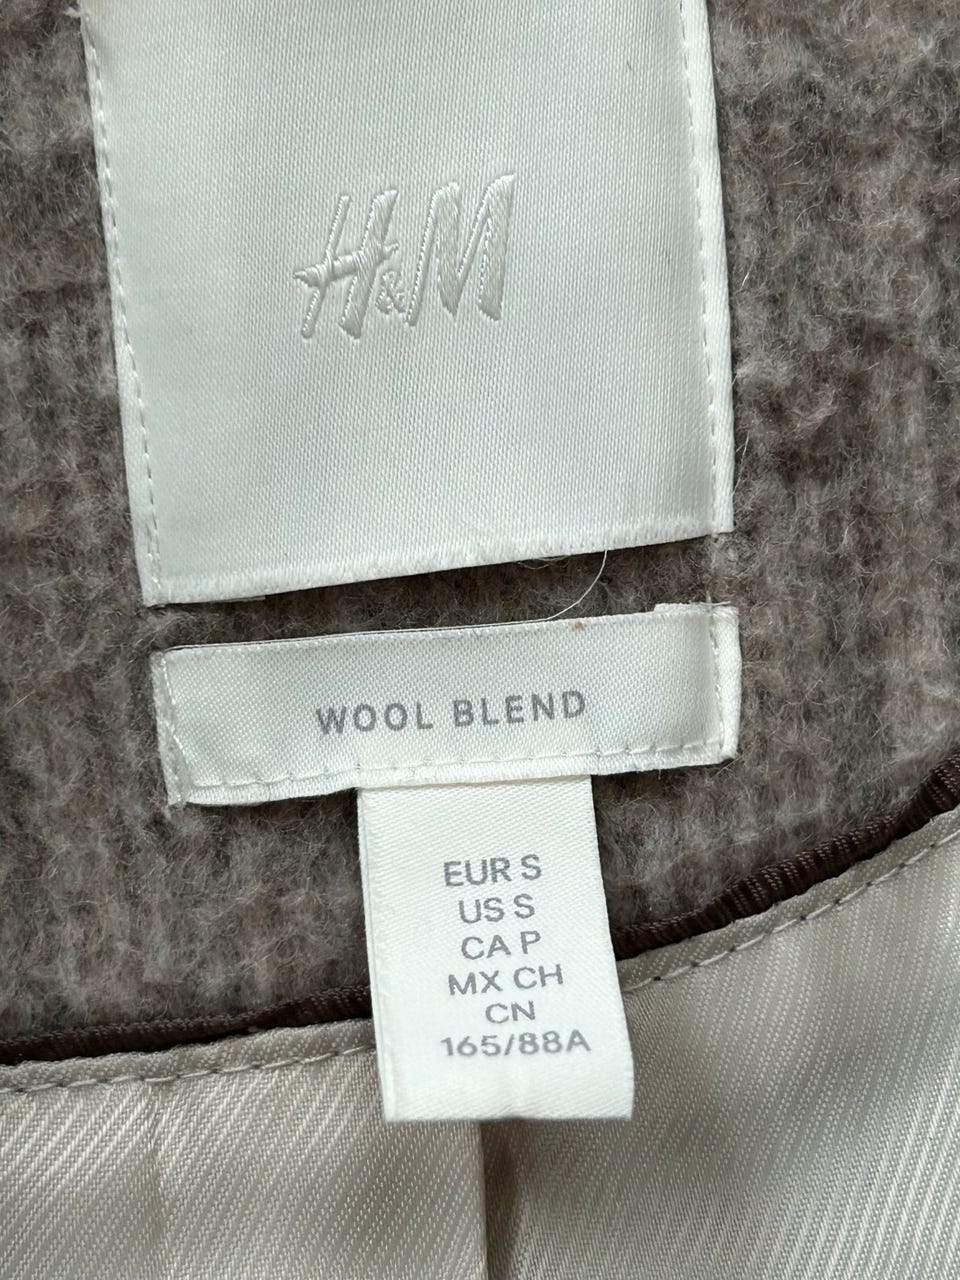 H&M
WOOL BLEND
EUR S
US S
CA P
MX CH
CN
165/88A